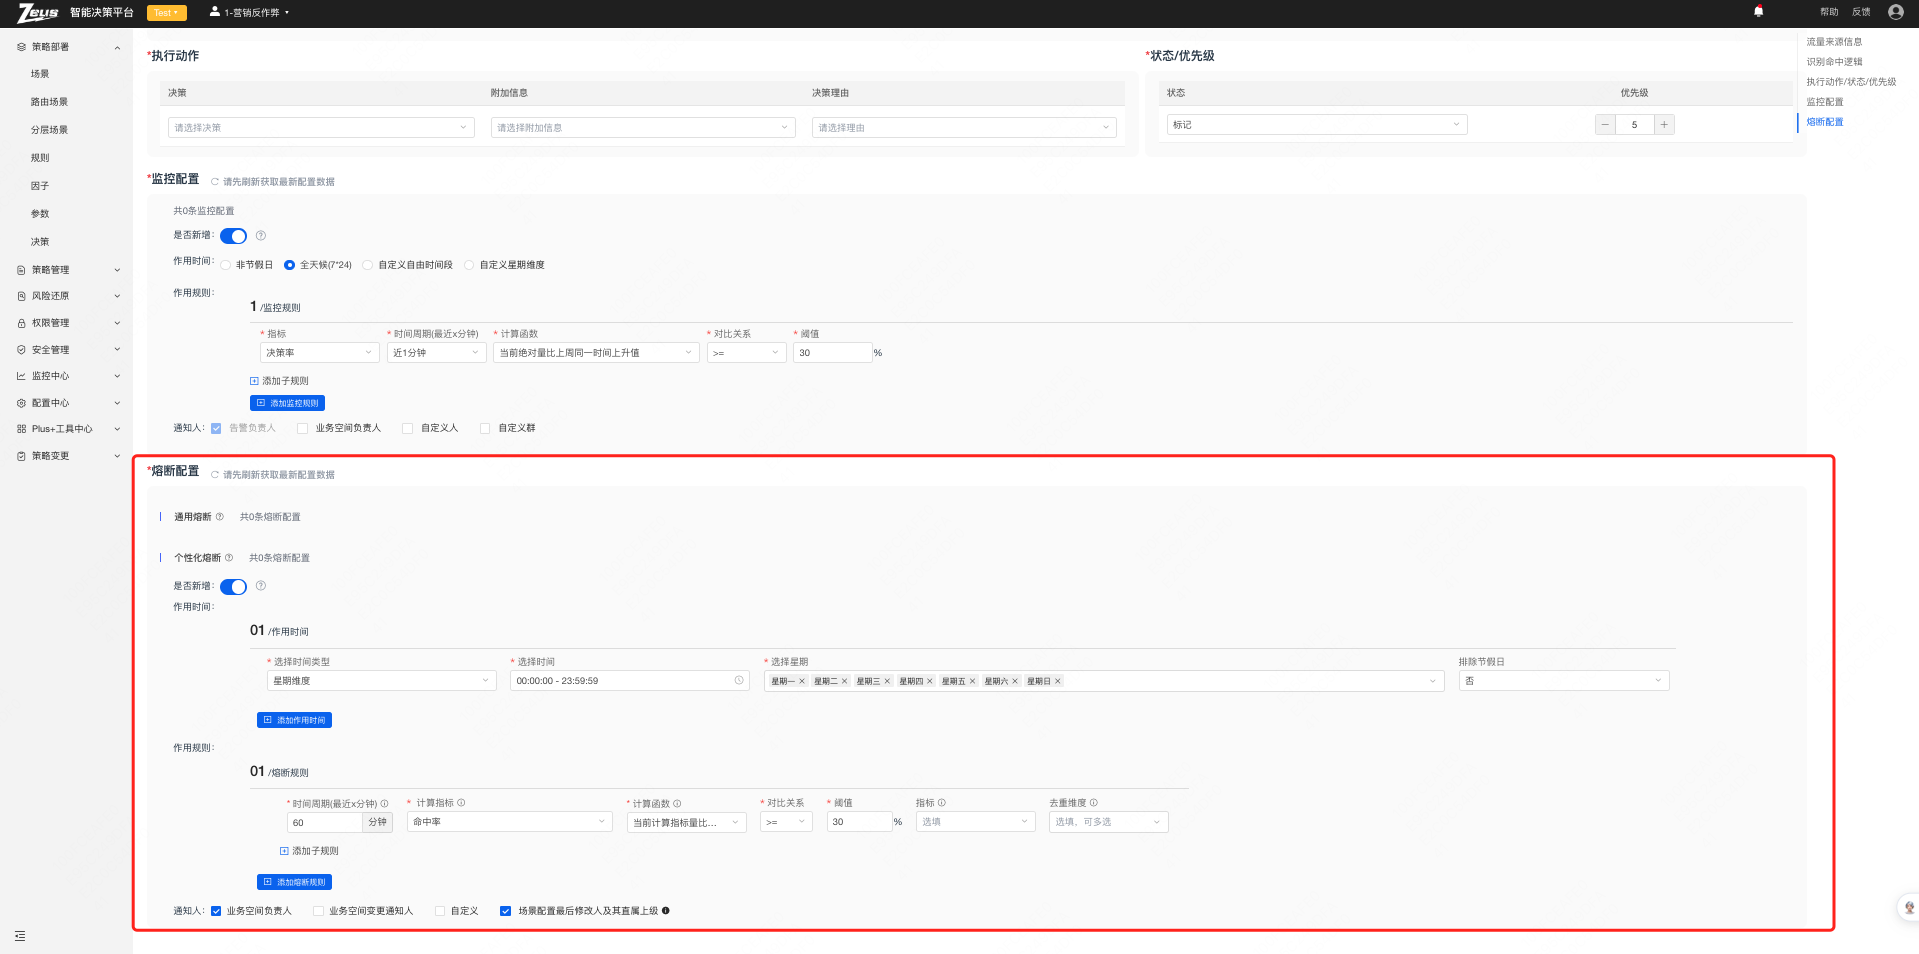 Zeus 智能决策平台 Test 1-营销反作弊 帮助 反馈
策略部署
场景
路由场景
分层场景
规则
因子
参数
决策
策略管理
风险还原
权限管理
安全管理
监控中心
配置中心
Plus+工具中心
策略变更
*执行动作
决策 附加信息 决策理由
请选择决策 请选择附加信息 请选择理由
*状态/优先级
状态 优先级
标记 − 5 +
流量来源信息
识别命中逻辑
执行动作/状态/优先级
监控配置
熔断配置
*监控配置 请先刷新获取最新配置数据
共0条监控配置
是否新增:
作用时间: 非节假日 全天候(7*24) 自定义自由时间段 自定义星期维度
作用规则:
1 /监控规则
* 指标 * 时间周期(最近x分钟) * 计算函数 * 对比关系 * 阈值
决策率 近1分钟 当前绝对量比上周同一时间上升值 >= 30 %
添加子规则
添加监控规则
通知人: 告警负责人 业务空间负责人 自定义人 自定义群
*熔断配置 请先刷新获取最新配置数据
通用熔断 共0条熔断配置
个性化熔断 共0条熔断配置
是否新增:
作用时间:
01 /作用时间
* 选择时间类型 * 选择时间 * 选择星期 排除节假日
星期维度 00:00:00 - 23:59:59 星期一 × 星期二 × 星期三 × 星期四 × 星期五 × 星期六 × 星期日 × 否
添加作用时间
作用规则:
01 /熔断规则
* 时间周期(最近x分钟) * 计算指标 * 计算函数 * 对比关系 * 阈值 指标 去重维度
60 分钟 命中率 当前计算指标量比... >= 30 % 选填 选填，可多选
添加子规则
添加熔断规则
通知人: 业务空间负责人 业务空间变更通知人 自定义 场景配置最后修改人及其直属上级